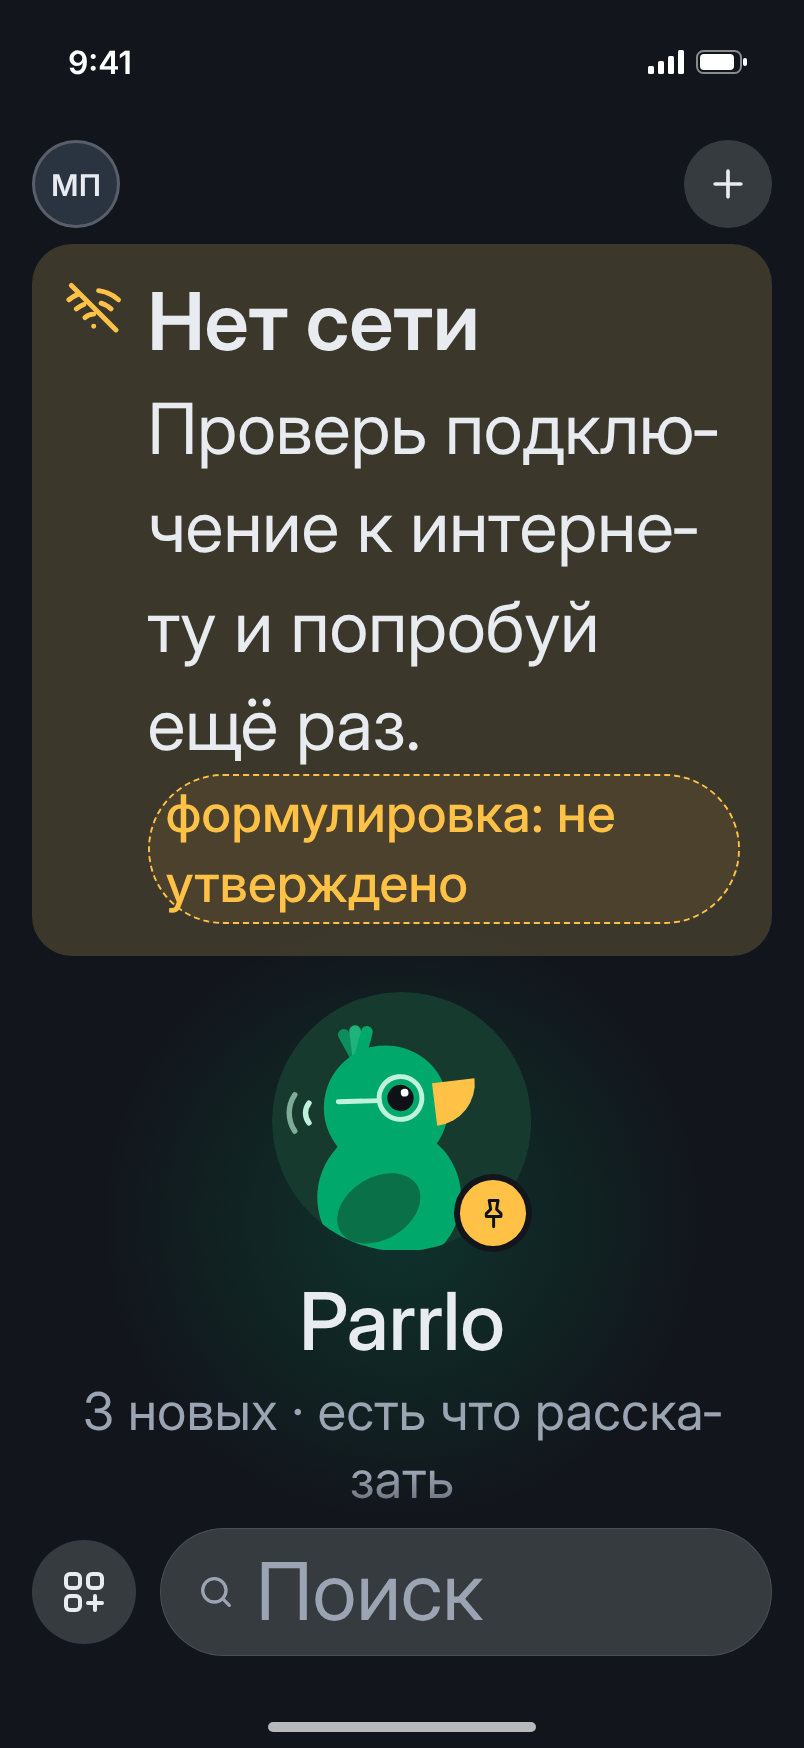 9:41
МП
Нет сети
Проверь подклю-
чение к интерне-
ту и попробуй
ещё раз.
формулировка: не
утверждено
Parrlo
3 новых · есть что расска-
зать
Поиск